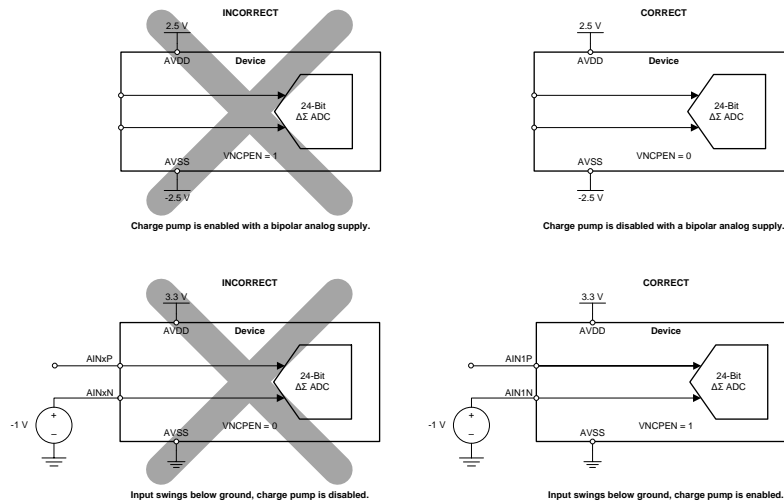 INCORRECT
2.5 V
AVDD
Device
24-Bit
ΔΣ ADC
VNCPEN = 1
AVSS
-2.5 V
Charge pump is enabled with a bipolar analog supply.
CORRECT
2.5 V
AVDD
Device
24-Bit
ΔΣ ADC
VNCPEN = 0
AVSS
-2.5 V
Charge pump is disabled with a bipolar analog supply.
INCORRECT
3.3 V
AVDD
Device
AINxP
24-Bit
ΔΣ ADC
AINxN
-1 V
+
–
VNCPEN = 0
AVSS
Input swings below ground, charge pump is disabled.
CORRECT
3.3 V
AVDD
Device
AIN1P
24-Bit
ΔΣ ADC
AIN1N
-1 V
+
–
VNCPEN = 1
AVSS
Input swings below ground, charge pump is enabled.